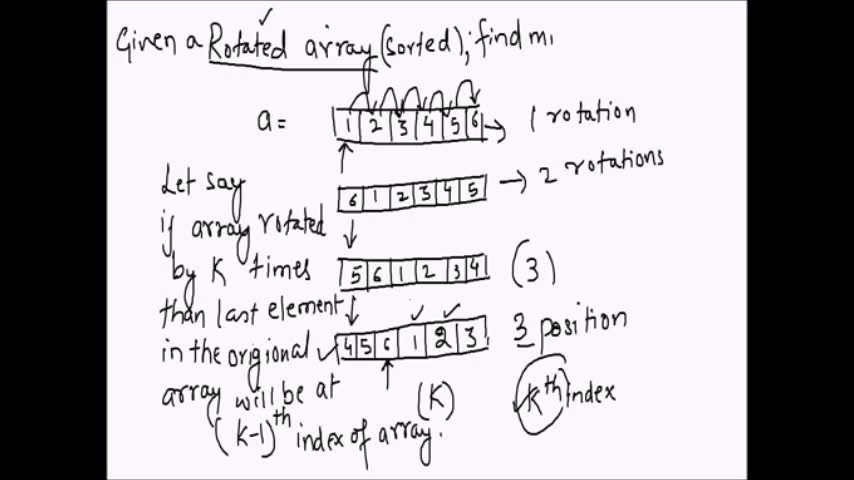 Given a Rotated array (sorted); find mi
a = 1 2 3 4 5 6 → 1 rotation
Let say 6 1 2 3 4 5 → 2 rotations
if array rotated
by K times 5 6 1 2 3 4 (3)
than last element
in the origional 4 5 6 1 2 3 3 position
array will be at (K) Kth index
(k-1)th index of array.